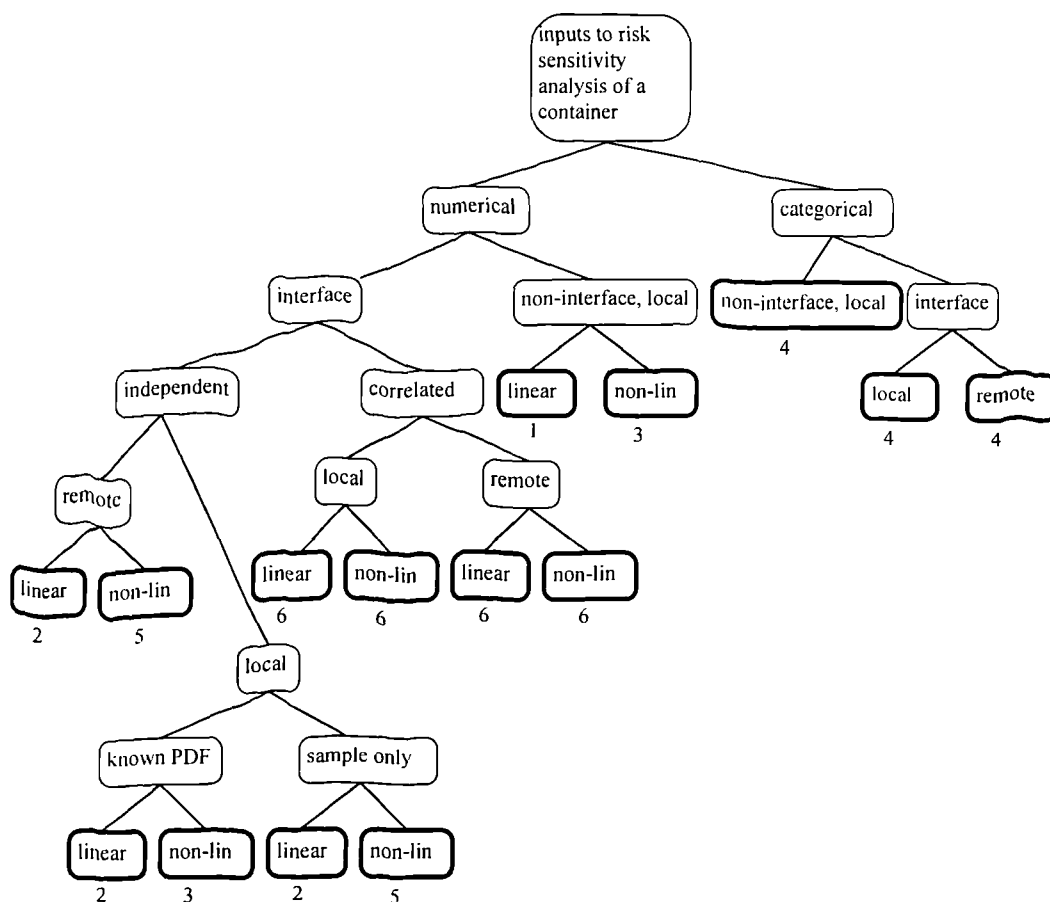 inputs to risk
sensitivity
analysis of a
container
numerical
categorical
interface
non-interface, local
non-interface, local
interface
4
independent
correlated
linear
non-lin
local
remote
1
3
4
4
remote
local
remote
linear
non-lin
linear
non-lin
linear
non-lin
2
5
6
6
6
6
local
known PDF
sample only
linear
non-lin
linear
non-lin
2
3
2
5